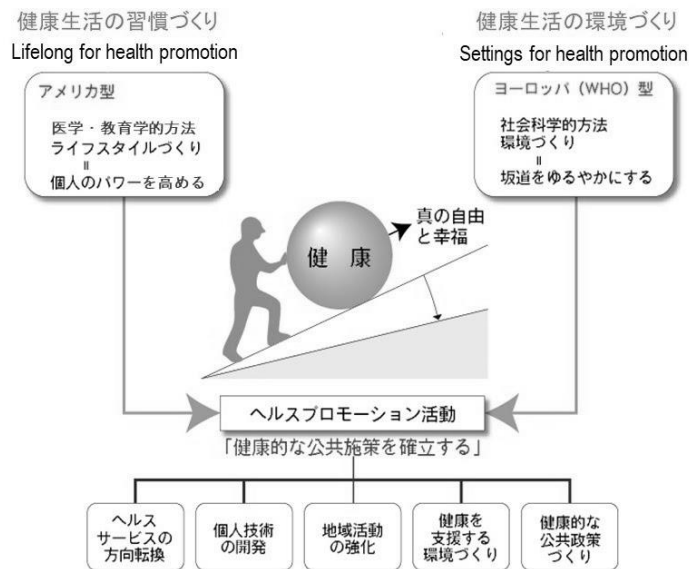 健康生活の習慣づくり
Lifelong for health promotion
健康生活の環境づくり
Settings for health promotion
アメリカ型
医学・教育学的方法
ライフスタイルづくり
=
個人のパワーを高める
ヨーロッパ（WHO）型
社会科学的方法
環境づくり
=
坂道をゆるやかにする
健 康
真の自由
と幸福
ヘルスプロモーション活動
「健康的な公共施策を確立する」
ヘルス
サービスの
方向転換
個人技術
の開発
地域活動
の強化
健康を
支援する
環境づくり
健康的な
公共政策
づくり